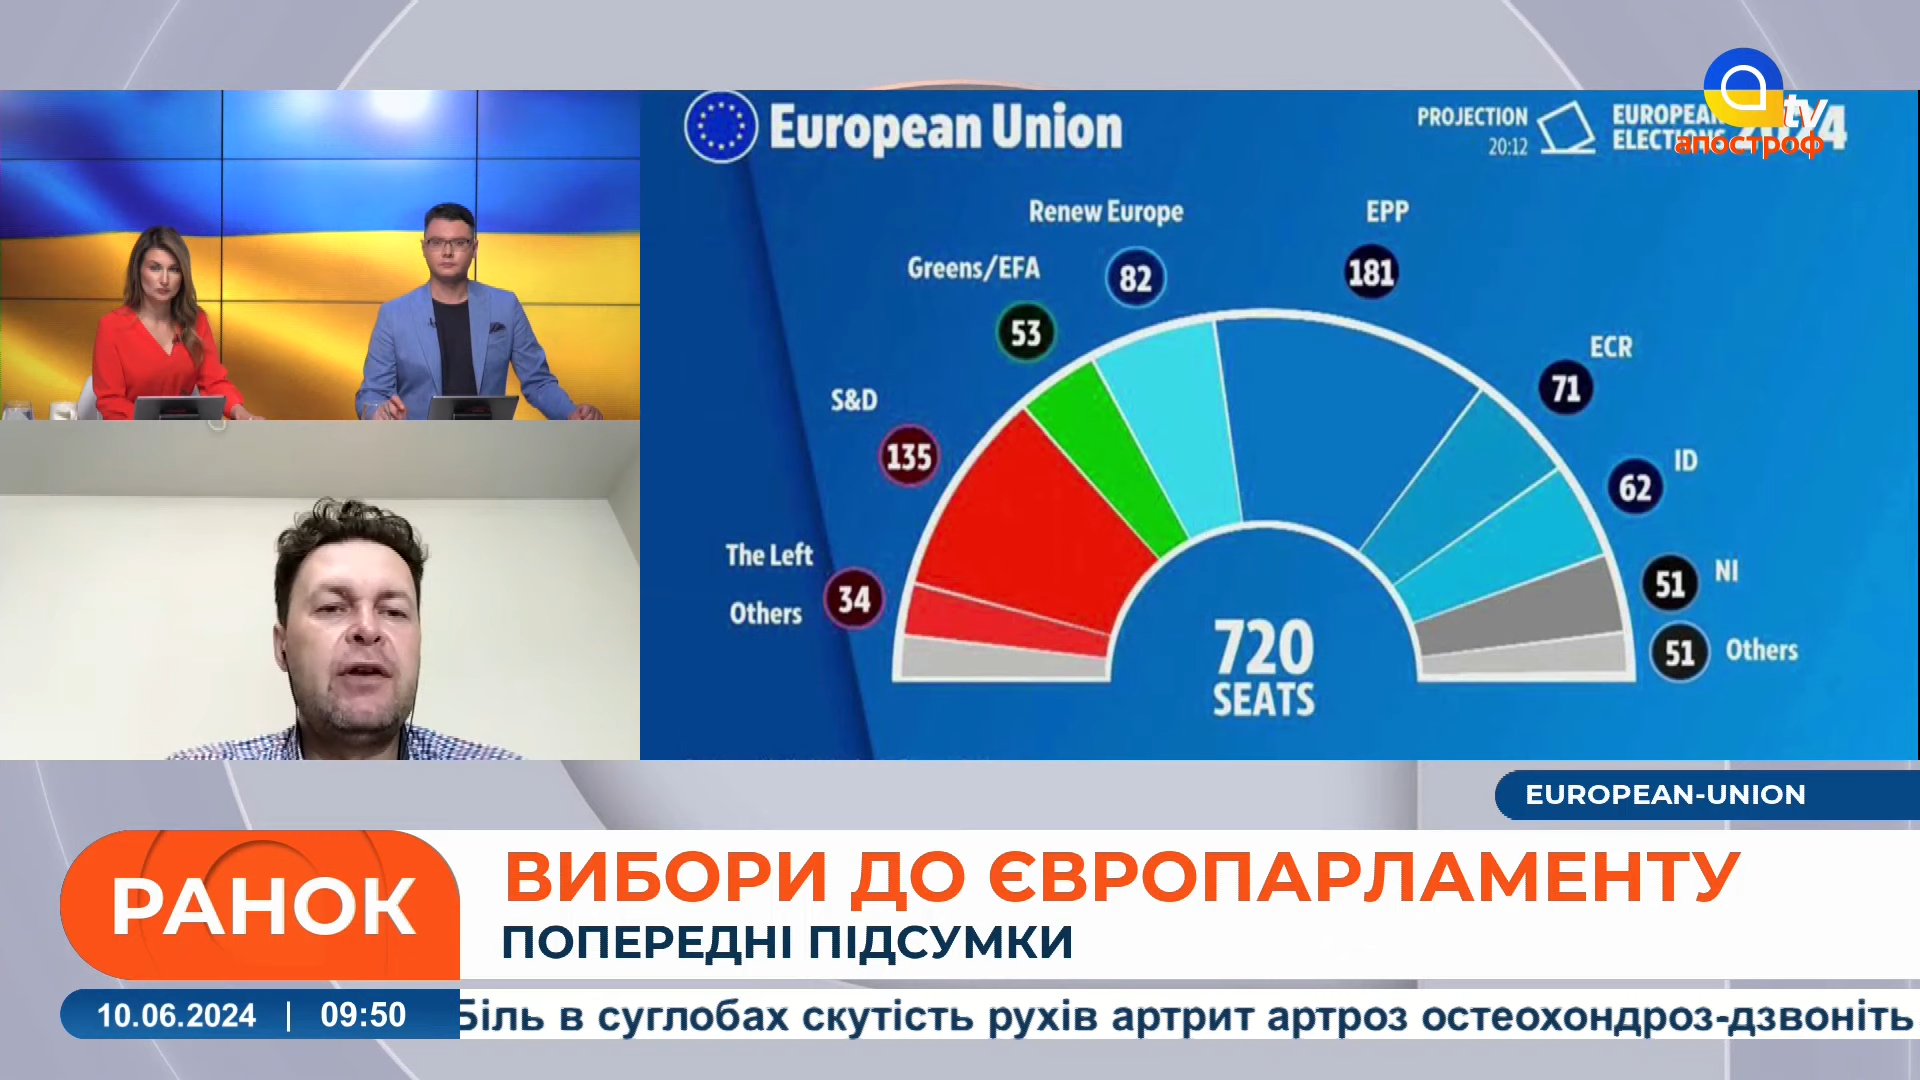 European Union
PROJECTION
20:12
EUROPEAN
ELECTIONS
tv
апостроф
Renew Europe
82
EPP
181
Greens/EFA
53
ECR
71
S&D
135
ID
62
The Left
34
Others
NI
51
Others
51
720
SEATS
EUROPEAN-UNION
РАНОК
ВИБОРИ ДО ЄВРОПАРЛАМЕНТУ
ПОПЕРЕДНІ ПІДСУМКИ
10.06.2024 | 09:50
Біль в суглобах скутість рухів артрит артроз остеохондроз-дзвоніть